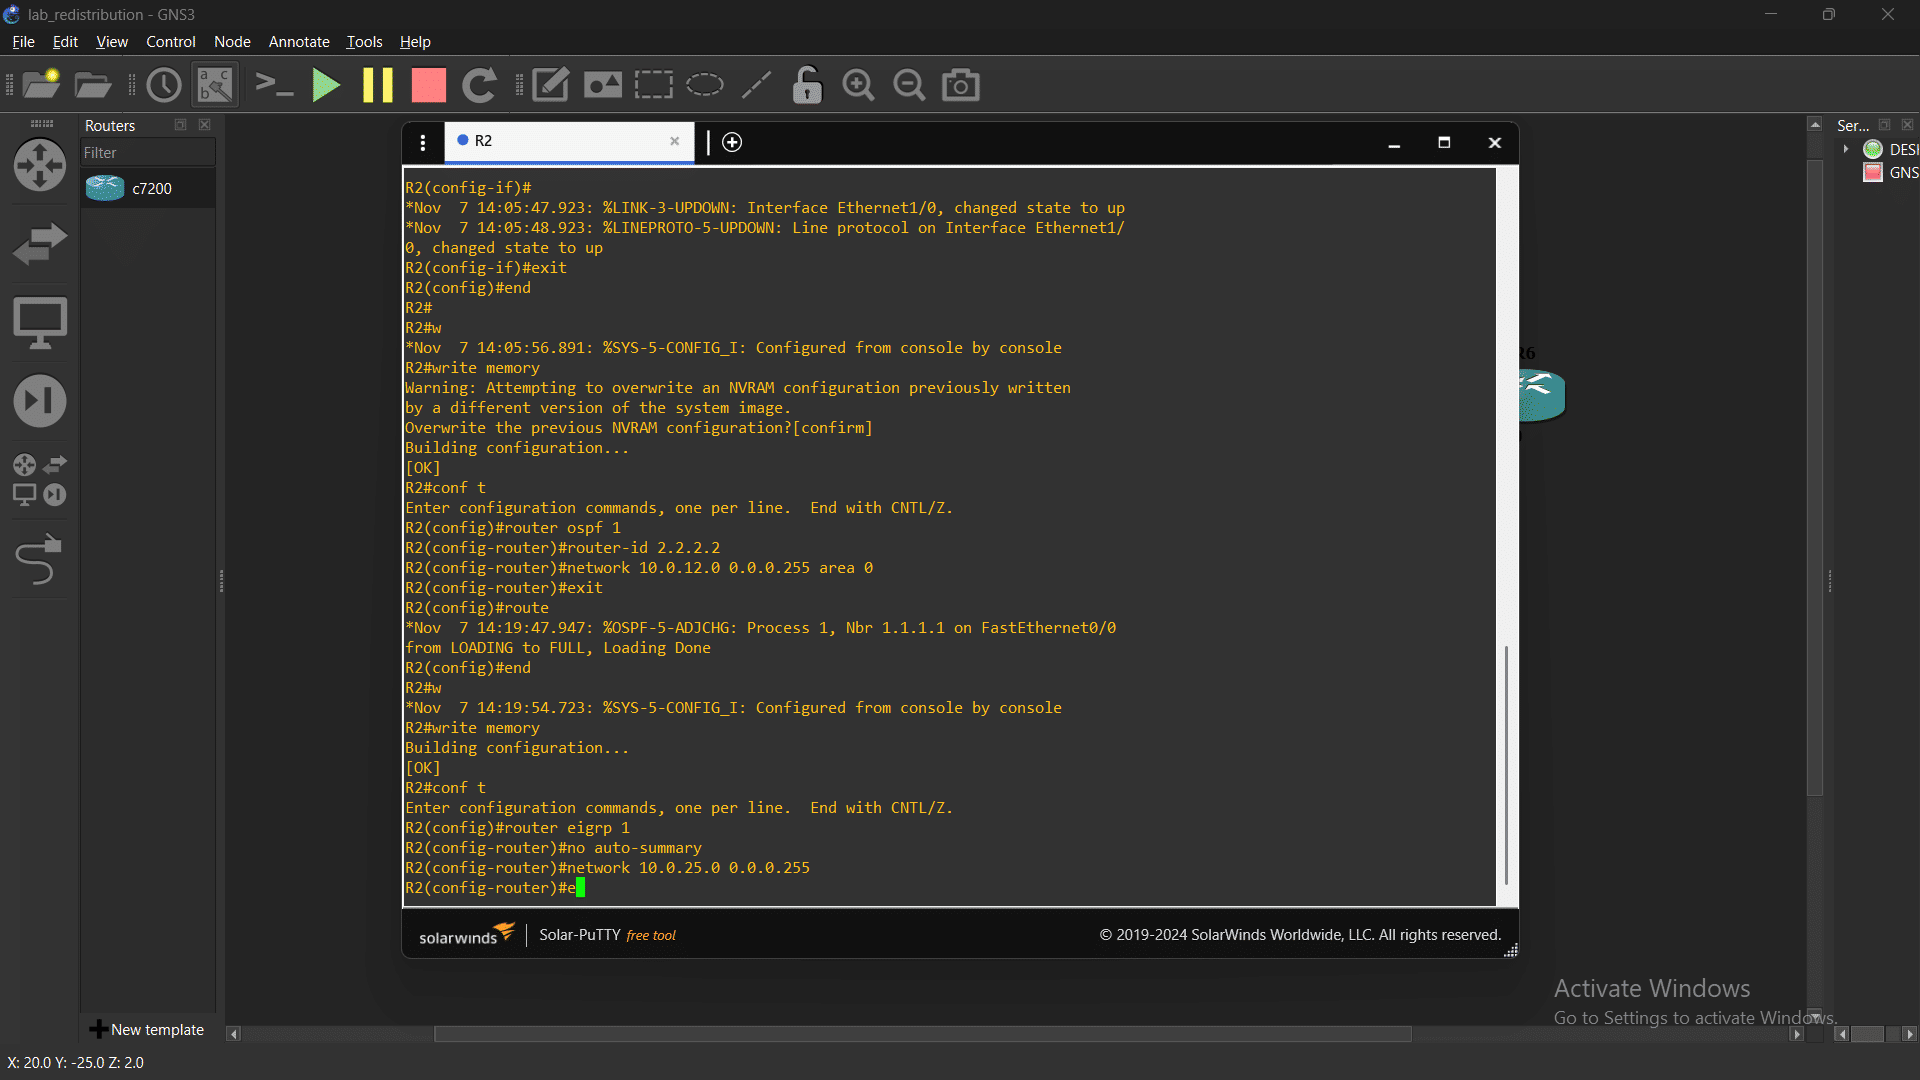 lab_redistribution - GNS3
File Edit View Control Node Annotate Tools Help
Routers
Filter
c7200
New template
X: 20.0 Y: -25.0 Z: 2.0
R2
R2(config-if)#
*Nov  7 14:05:47.923: %LINK-3-UPDOWN: Interface Ethernet1/0, changed state to up
*Nov  7 14:05:48.923: %LINEPROTO-5-UPDOWN: Line protocol on Interface Ethernet1/
0, changed state to up
R2(config-if)#exit
R2(config)#end
R2#
R2#w
*Nov  7 14:05:56.891: %SYS-5-CONFIG_I: Configured from console by console
R2#write memory
Warning: Attempting to overwrite an NVRAM configuration previously written
by a different version of the system image.
Overwrite the previous NVRAM configuration?[confirm]
Building configuration...
[OK]
R2#conf t
Enter configuration commands, one per line.  End with CNTL/Z.
R2(config)#router ospf 1
R2(config-router)#router-id 2.2.2.2
R2(config-router)#network 10.0.12.0 0.0.0.255 area 0
R2(config-router)#exit
R2(config)#route
*Nov  7 14:19:47.947: %OSPF-5-ADJCHG: Process 1, Nbr 1.1.1.1 on FastEthernet0/0
from LOADING to FULL, Loading Done
R2(config)#end
R2#w
*Nov  7 14:19:54.723: %SYS-5-CONFIG_I: Configured from console by console
R2#write memory
Building configuration...
[OK]
R2#conf t
Enter configuration commands, one per line.  End with CNTL/Z.
R2(config)#router eigrp 1
R2(config-router)#no auto-summary
R2(config-router)#network 10.0.25.0 0.0.0.255
R2(config-router)#e
solarwinds Solar-PuTTY free tool
© 2019-2024 SolarWinds Worldwide, LLC. All rights reserved.
R6
Ser...
DESI
GNS
Activate Windows
Go to Settings to activate Windows.